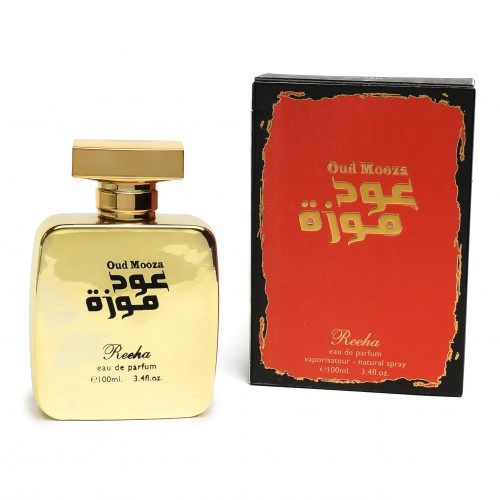 Oud Mooza
عود
موزة
Reeha
eau de parfum
℮100ml. 3.4fl.oz.
Oud Mooza
عود
موزة
Reeha
eau de parfum
vaporisateur - natural spray
℮100ml. 3.4fl.oz.